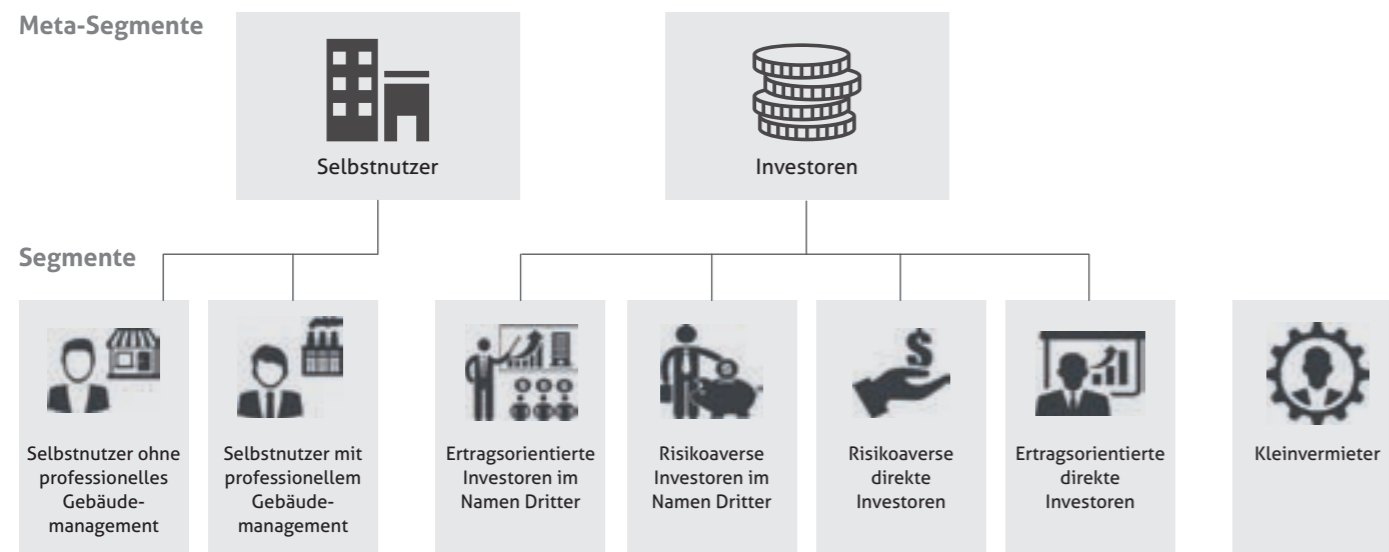 Meta-Segmente
Selbstnutzer
Investoren
Segmente
Selbstnutzer ohne
professionelles
Gebäude-
management
Selbstnutzer mit
professionellem
Gebäude-
management
Ertragsorientierte
Investoren im
Namen Dritter
Risikoaverse
Investoren im
Namen Dritter
Risikoaverse
direkte
Investoren
Ertragsorientierte
direkte
Investoren
Kleinvermieter